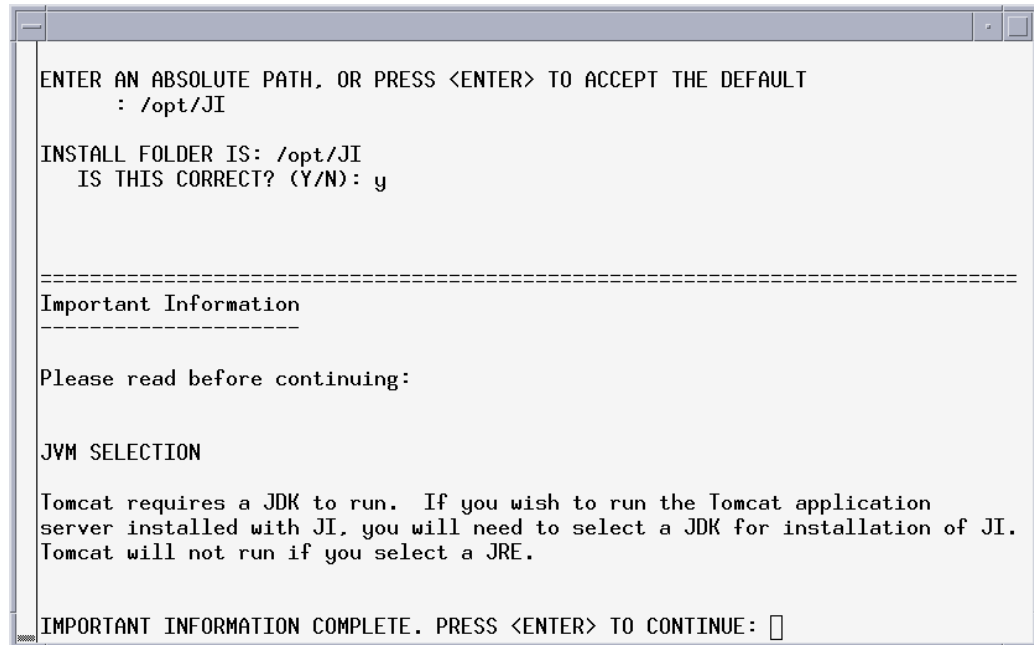 ENTER AN ABSOLUTE PATH, OR PRESS <ENTER> TO ACCEPT THE DEFAULT
: /opt/JI
INSTALL FOLDER IS: /opt/JI
IS THIS CORRECT? (Y/N): y
================================================================================
Important Information
---------------------
Please read before continuing:
JVM SELECTION
Tomcat requires a JDK to run.  If you wish to run the Tomcat application
server installed with JI, you will need to select a JDK for installation of JI.
Tomcat will not run if you select a JRE.
IMPORTANT INFORMATION COMPLETE. PRESS <ENTER> TO CONTINUE: